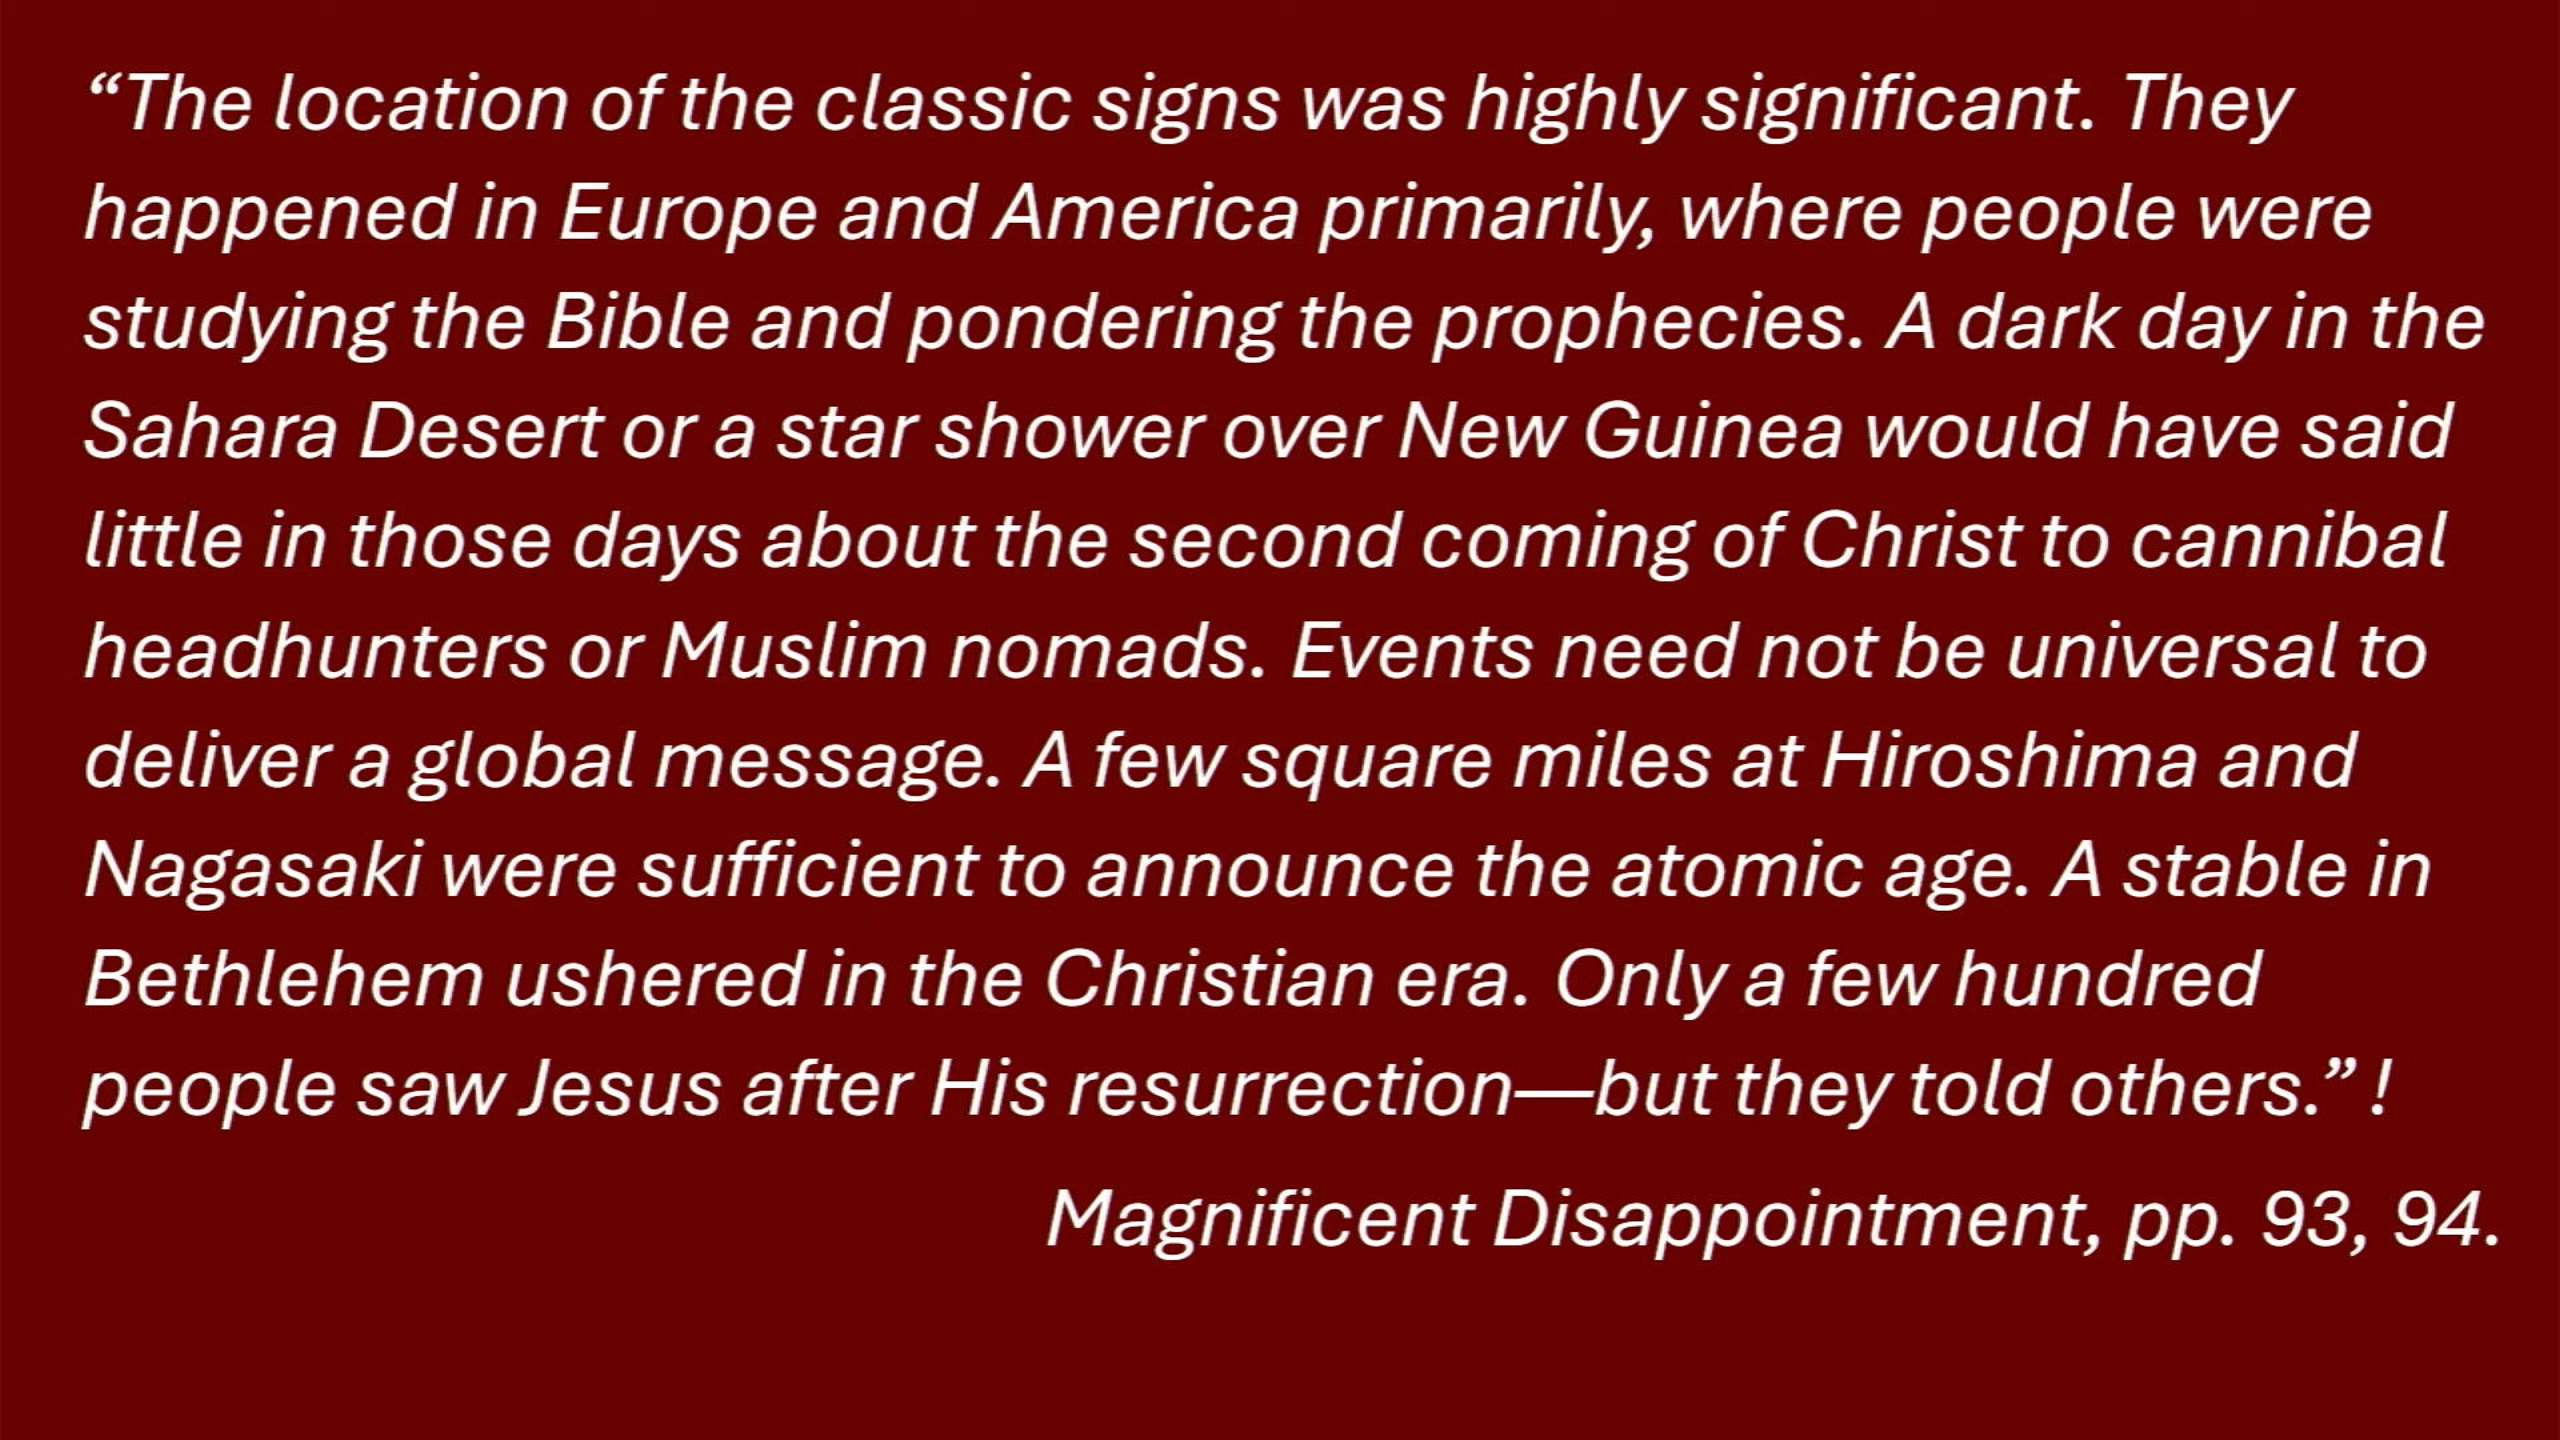 “The location of the classic signs was highly significant. They
happened in Europe and America primarily, where people were
studying the Bible and pondering the prophecies. A dark day in the
Sahara Desert or a star shower over New Guinea would have said
little in those days about the second coming of Christ to cannibal
headhunters or Muslim nomads. Events need not be universal to
deliver a global message. A few square miles at Hiroshima and
Nagasaki were sufficient to announce the atomic age. A stable in
Bethlehem ushered in the Christian era. Only a few hundred
people saw Jesus after His resurrection—but they told others.” !
Magnificent Disappointment, pp. 93, 94.